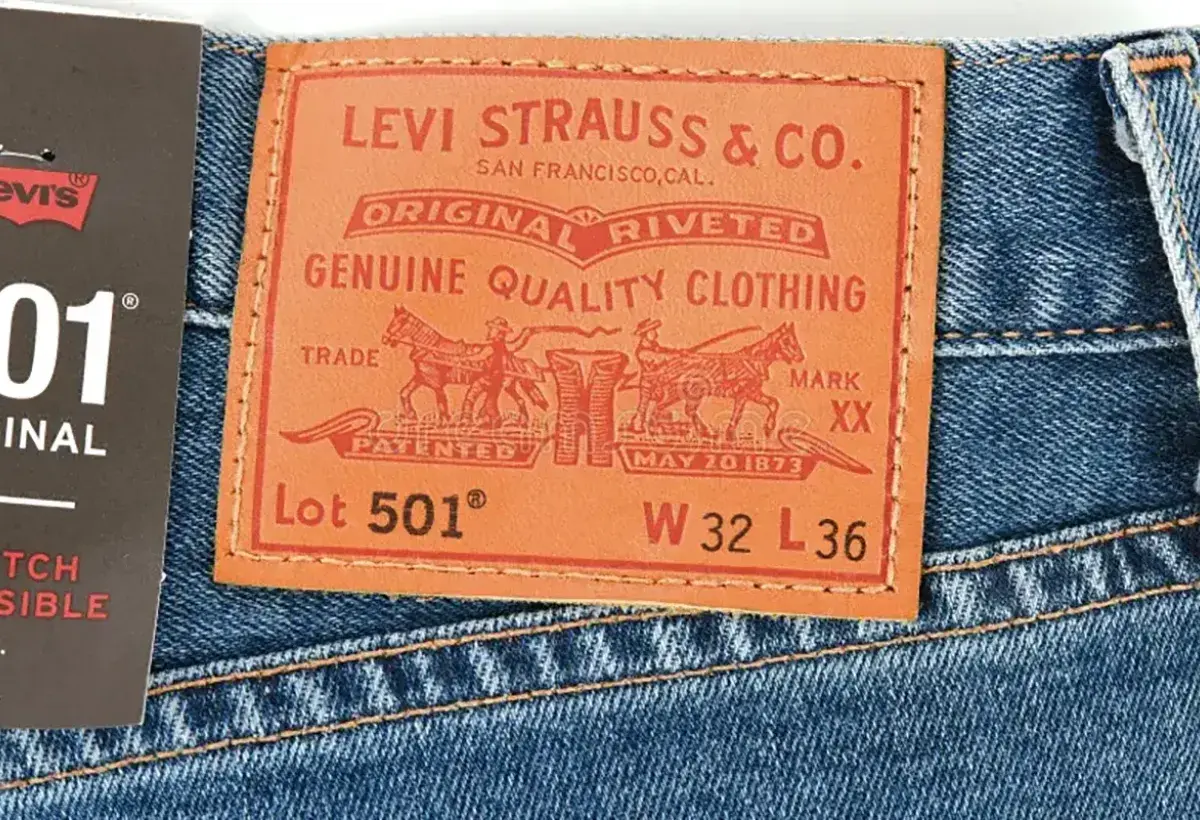 LEVI STRAUSS & CO.
SAN FRANCISCO, CAL.
ORIGINAL RIVETED
GENUINE QUALITY CLOTHING
TRADE MARK
XX
PATENTED MAY 20 1873
Lot 501® W 32 L 36
evi's®
01®
INAL
TCH
SIBLE